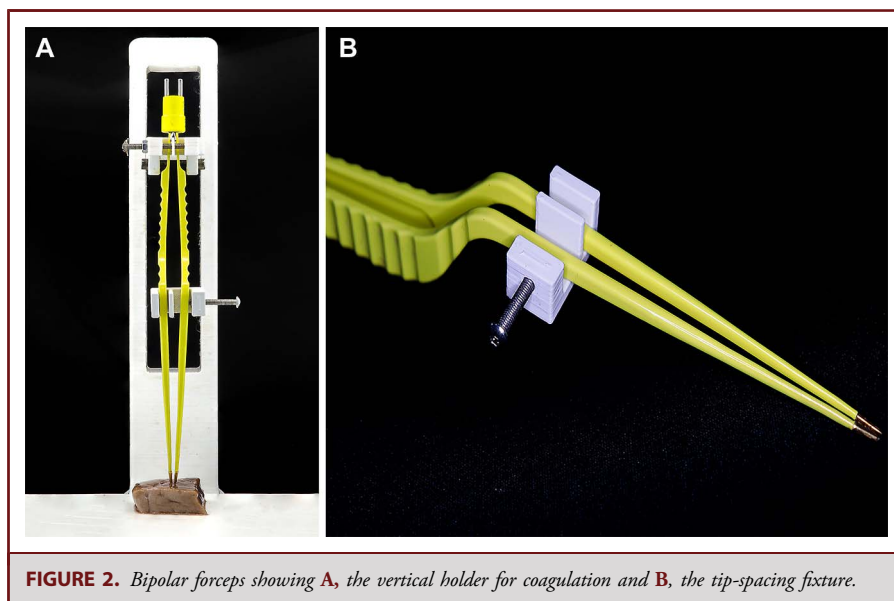 A
B
FIGURE 2. Bipolar forceps showing A, the vertical holder for coagulation and B, the tip-spacing fixture.